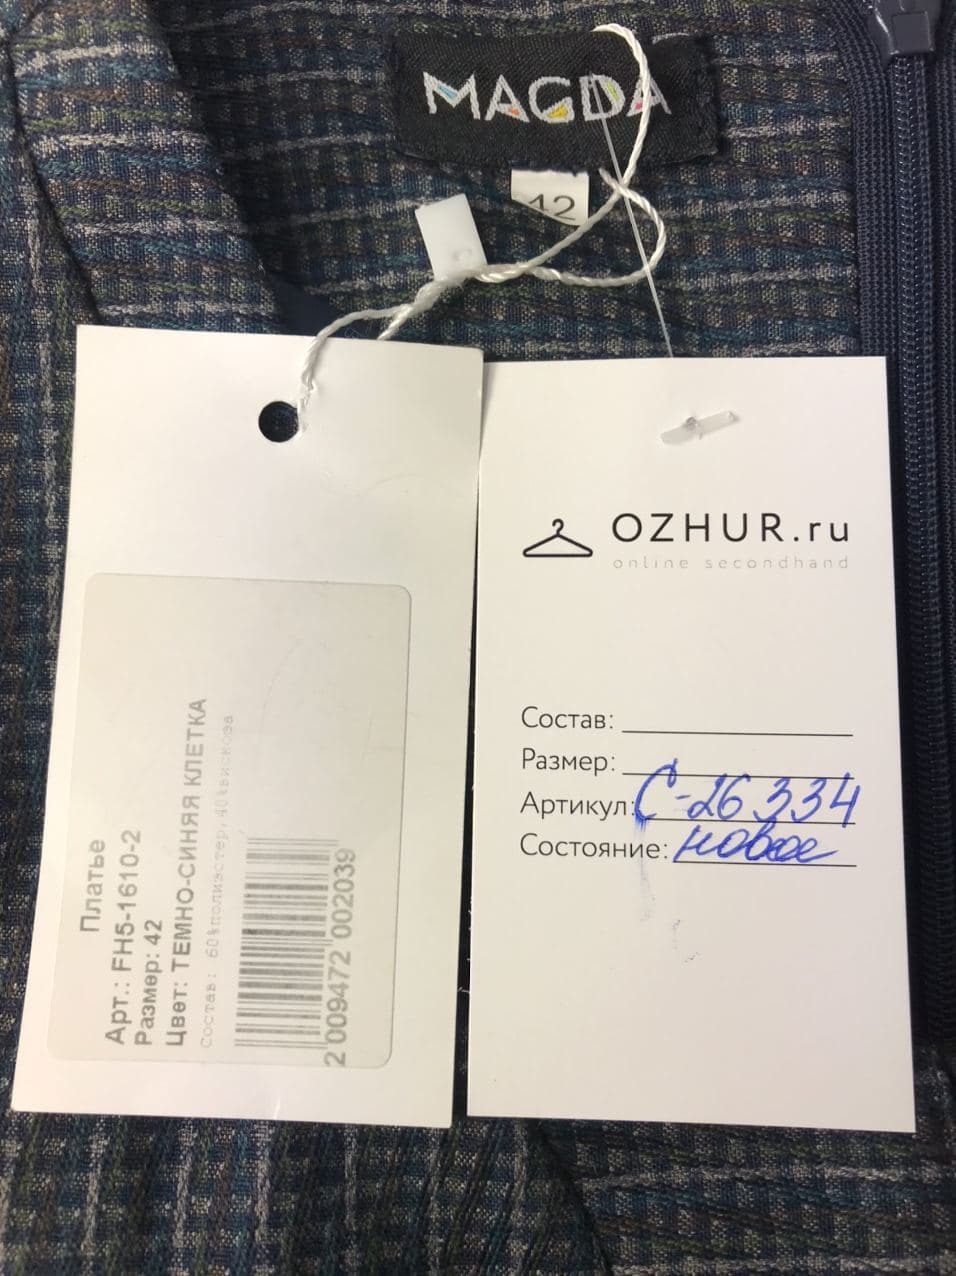 MAGDA
42
Платье
Арт.: FH5-1610-2
Размер: 42
Цвет: ТЕМНО-СИНЯЯ КЛЕТКА
Состав: 60%полиэстер, 40%вискоза
2 009472 002039
OZHUR.ru
online secondhand
Состав:
Размер:
Артикул: С-26334
Состояние: новое